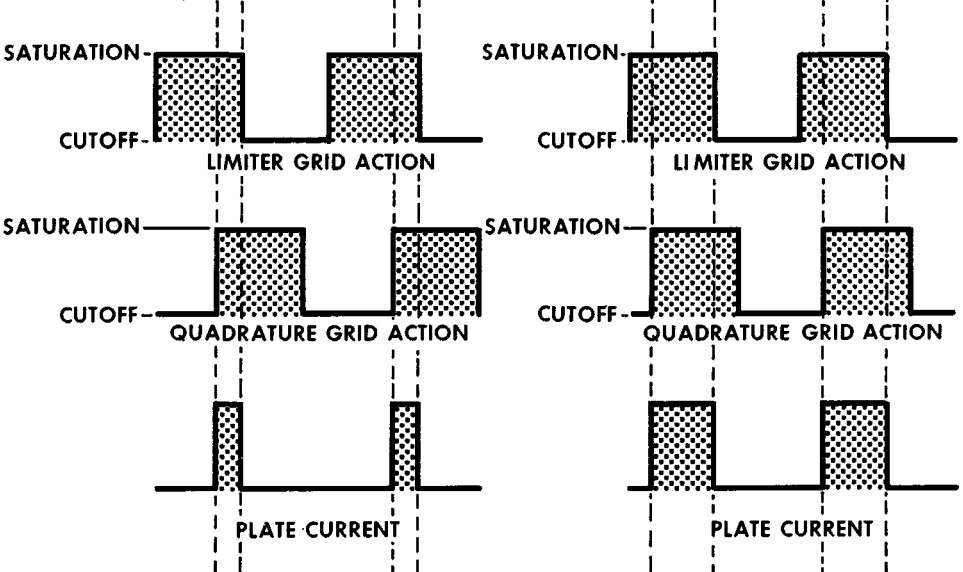 SATURATION
CUTOFF
LIMITER GRID ACTION
SATURATION
CUTOFF
QUADRATURE GRID ACTION
PLATE CURRENT
SATURATION
CUTOFF
LIMITER GRID ACTION
SATURATION
CUTOFF
QUADRATURE GRID ACTION
PLATE CURRENT